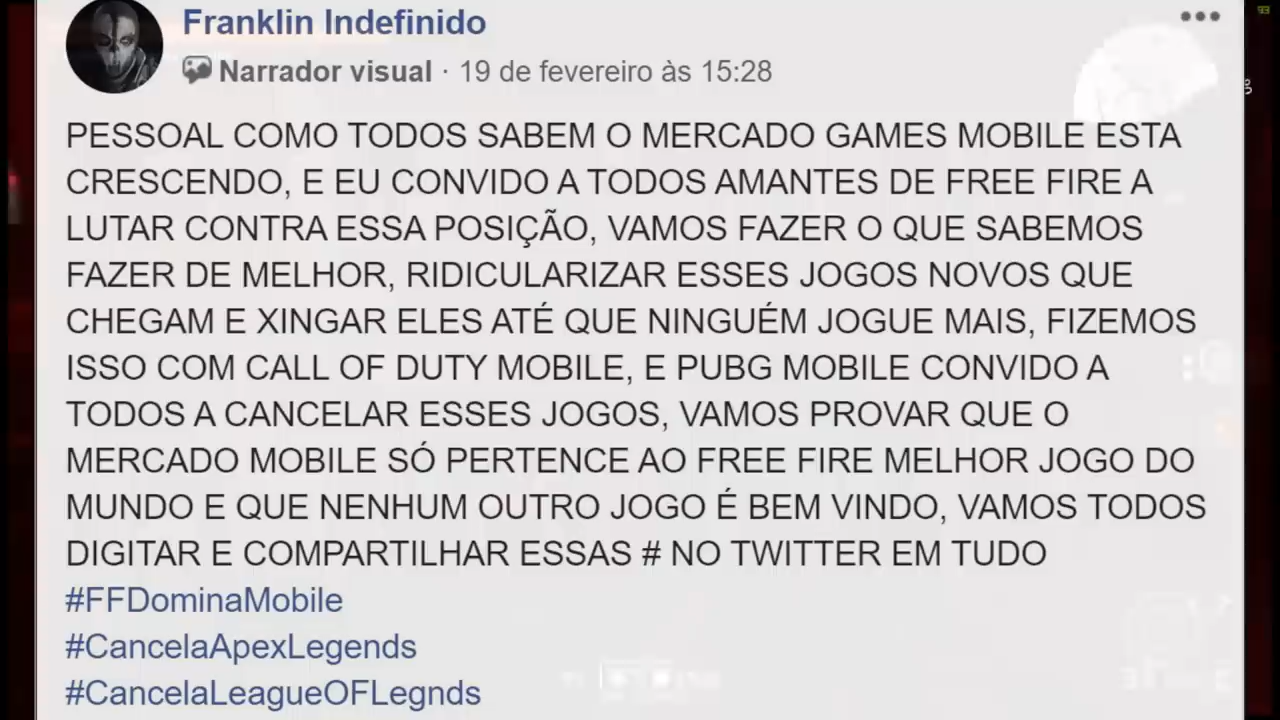 Franklin Indefinido
Narrador visual · 19 de fevereiro às 15:28
PESSOAL COMO TODOS SABEM O MERCADO GAMES MOBILE ESTA
CRESCENDO, E EU CONVIDO A TODOS AMANTES DE FREE FIRE A
LUTAR CONTRA ESSA POSIÇÃO, VAMOS FAZER O QUE SABEMOS
FAZER DE MELHOR, RIDICULARIZAR ESSES JOGOS NOVOS QUE
CHEGAM E XINGAR ELES ATÉ QUE NINGUÉM JOGUE MAIS, FIZEMOS
ISSO COM CALL OF DUTY MOBILE, E PUBG MOBILE CONVIDO A
TODOS A CANCELAR ESSES JOGOS, VAMOS PROVAR QUE O
MERCADO MOBILE SÓ PERTENCE AO FREE FIRE MELHOR JOGO DO
MUNDO E QUE NENHUM OUTRO JOGO É BEM VINDO, VAMOS TODOS
DIGITAR E COMPARTILHAR ESSAS # NO TWITTER EM TUDO
#FFDominaMobile
#CancelaApexLegends
#CancelaLeagueOFLegnds